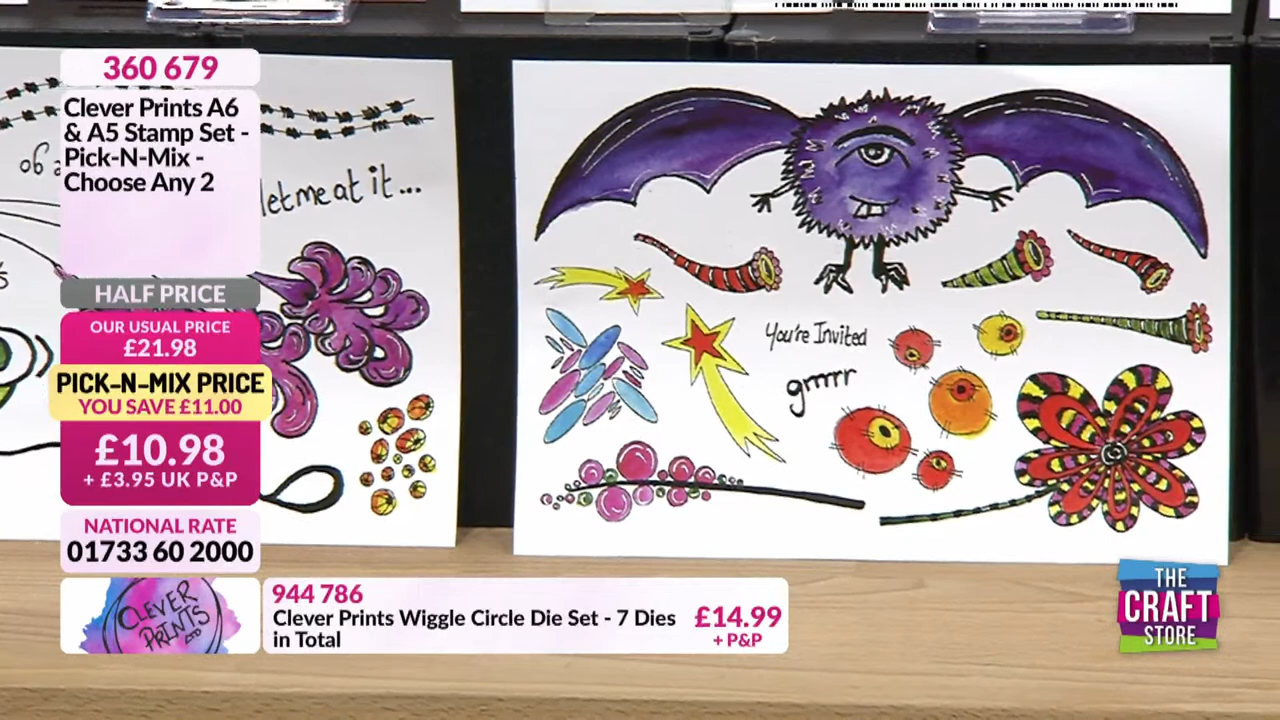 360 679
Clever Prints A6
& A5 Stamp Set -
Pick-N-Mix -
Choose Any 2
HALF PRICE
OUR USUAL PRICE
£21.98
PICK-N-MIX PRICE
YOU SAVE £11.00
£10.98
+ £3.95 UK P&P
NATIONAL RATE
01733 60 2000
CLEVER
PRINTS
LTD
944 786
Clever Prints Wiggle Circle Die Set - 7 Dies
in Total
£14.99
+ P&P
let me at it...
You're Invited
grrrrr
THE
CRAFT
STORE